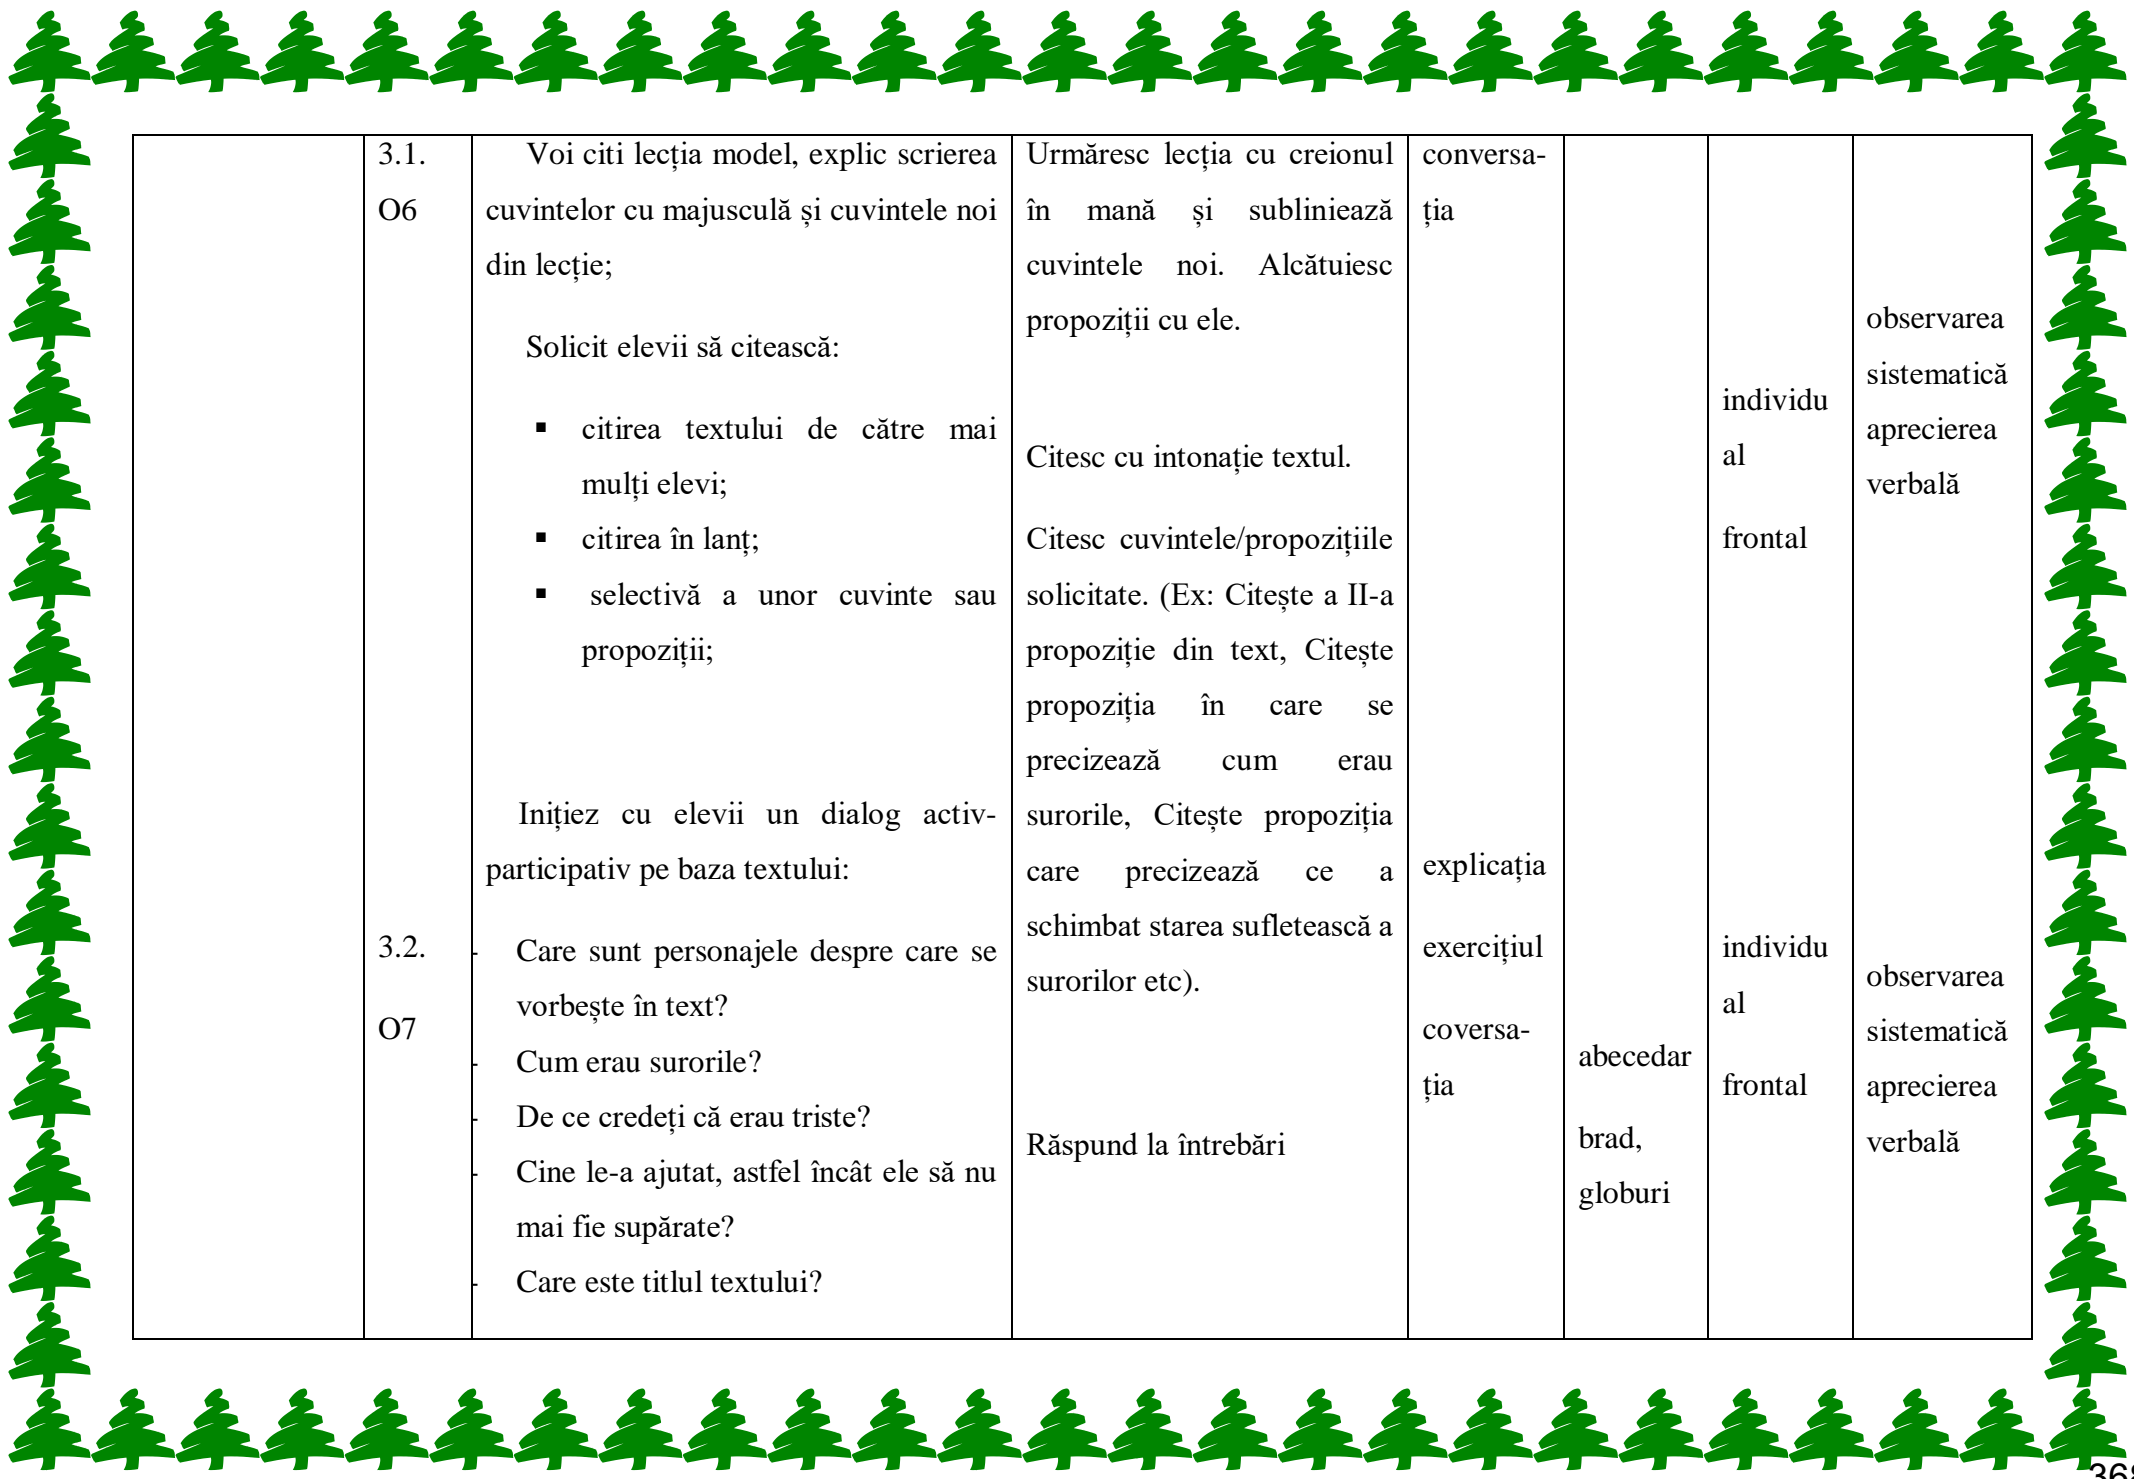 3.1.
O6
3.2.
O7
Voi citi lecția model, explic scrierea
cuvintelor cu majusculă și cuvintele noi
din lecție;
Solicit elevii să citească:
▪ citirea textului de către mai
mulți elevi;
▪ citirea în lanț;
▪ selectivă a unor cuvinte sau
propoziții;
Inițiez cu elevii un dialog activ-
participativ pe baza textului:
- Care sunt personajele despre care se
vorbește în text?
- Cum erau surorile?
- De ce credeți că erau triste?
- Cine le-a ajutat, astfel încât ele să nu
mai fie supărate?
- Care este titlul textului?
Urmăresc lecția cu creionul
în mană și subliniează
cuvintele noi. Alcătuiesc
propoziții cu ele.
Citesc cu intonație textul.
Citesc cuvintele/propozițiile
solicitate. (Ex: Citește a II-a
propoziție din text, Citește
propoziția în care se
precizează cum erau
surorile, Citește propoziția
care precizează ce a
schimbat starea sufletească a
surorilor etc).
Răspund la întrebări
conversa-
ția
explicația
exercițiul
coversa-
ția
abecedar
brad,
globuri
individu
al
frontal
individu
al
frontal
observarea
sistematică
aprecierea
verbală
observarea
sistematică
aprecierea
verbală